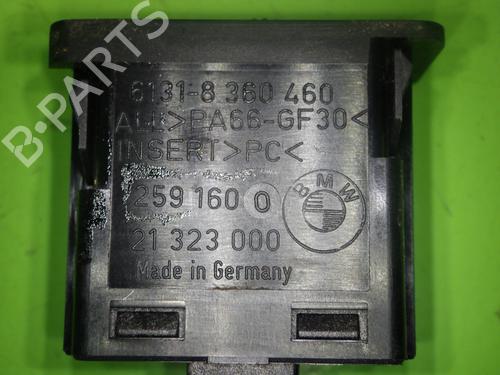 B-PARTS
6131-8 360 460
ALL>PA66-GF30<
INSERT>PC<
259 160 0
BMW
21 323 000
Made in Germany